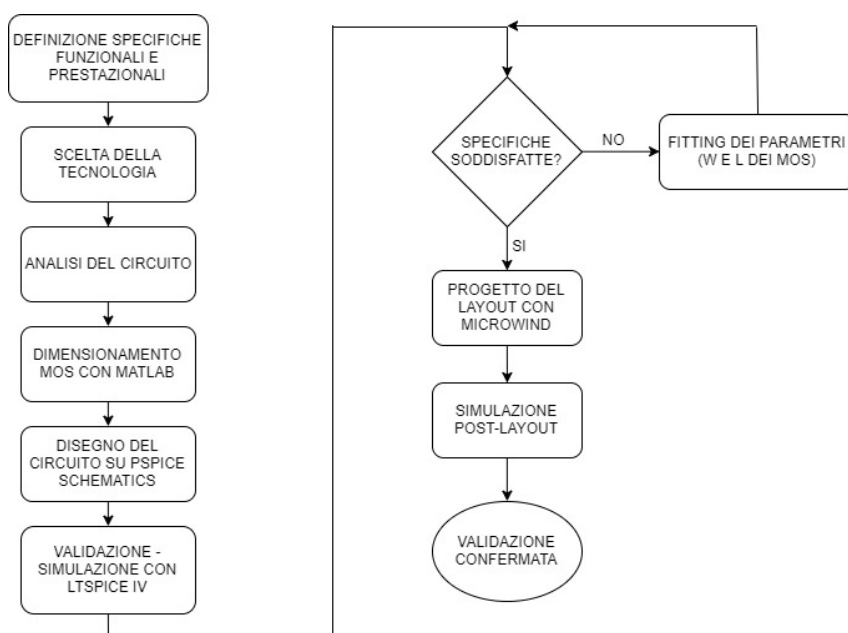 DEFINIZIONE SPECIFICHE
FUNZIONALI E
PRESTAZIONALI
SCELTA DELLA
TECNOLOGIA
ANALISI DEL CIRCUITO
DIMENSIONAMENTO
MOS CON MATLAB
DISEGNO DEL
CIRCUITO SU PSPICE
SCHEMATICS
VALIDAZIONE -
SIMULAZIONE CON
LTSPICE IV
SPECIFICHE
SODDISFATTE?
NO
FITTING DEI PARAMETRI
(W E L DEI MOS)
SI
PROGETTO DEL
LAYOUT CON
MICROWIND
SIMULAZIONE
POST-LAYOUT
VALIDAZIONE
CONFERMATA